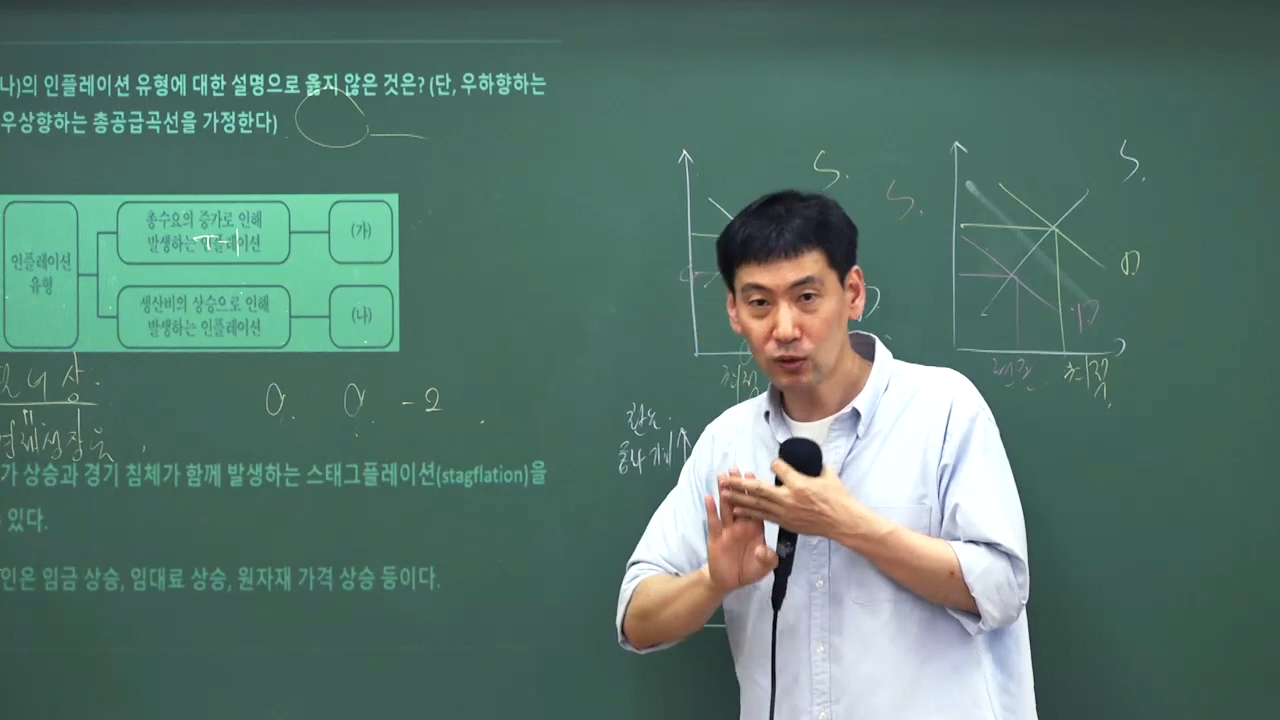 나)의 인플레이션 유형에 대한 설명으로 옳지 않은 것은? (단, 우하향하는
우상향하는 총공급곡선을 가정한다)
인플레이션
유형
총수요의 증가로 인해
발생하는 인플레이션
(가)
생산비의 상승으로 인해
발생하는 인플레이션
(나)
-2
가 상승과 경기 침체가 함께 발생하는 스태그플레이션(stagflation)을
있다.
인은 임금 상승, 임대료 상승, 원자재 가격 상승 등이다.
S.
S.
S.
D
D